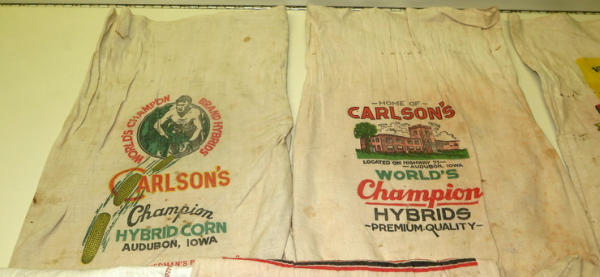 WORLD'S CHAMPION
BRAND HYBRIDS
CARLSON'S
Champion
HYBRID CORN
AUDUBON, IOWA
-HOME OF-
CARLSON'S
LOCATED ON HIGHWAY 71-
AUDUBON, IOWA
WORLD'S
Champion
HYBRIDS
-PREMIUM-QUALITY-